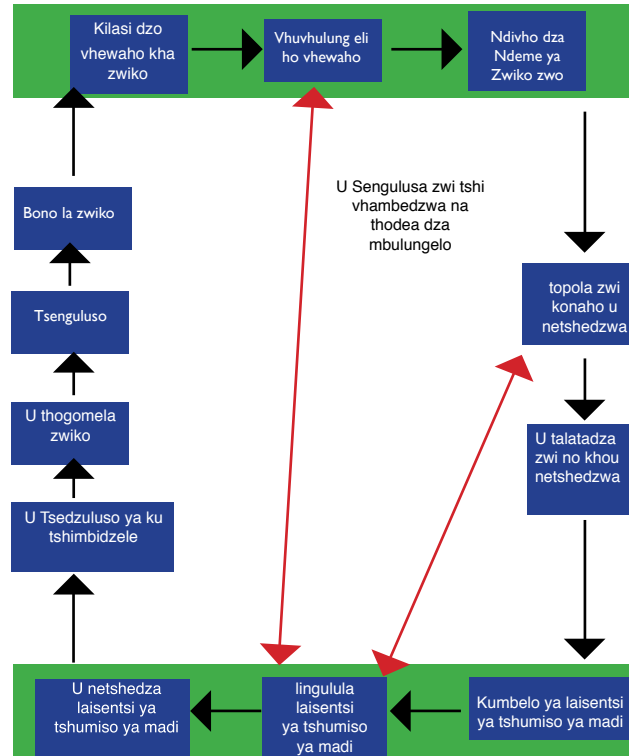 Kilasi dzo
vhewaho kha
zwiko
Vhuvhulung eli
ho vhewaho
Ndivho dza
Ndeme ya
Zwiko zwo
U Sengulusa zwi tshi
vhambedzwa na
thodea dza
mbulungelo
Bono la zwiko
topola zwi
konaho u
netshedzwa
Tsenguluso
U thogomela
zwiko
U talatadza
zwi no khou
netshedzwa
U Tsedzuluso ya ku
tshimbidzele
U netshedza
laisentsi ya
tshumiso ya madi
Iingulula
laisentsi
ya tshumiso
ya madi
Kumbelo ya laisentsi
ya tshumiso ya madi